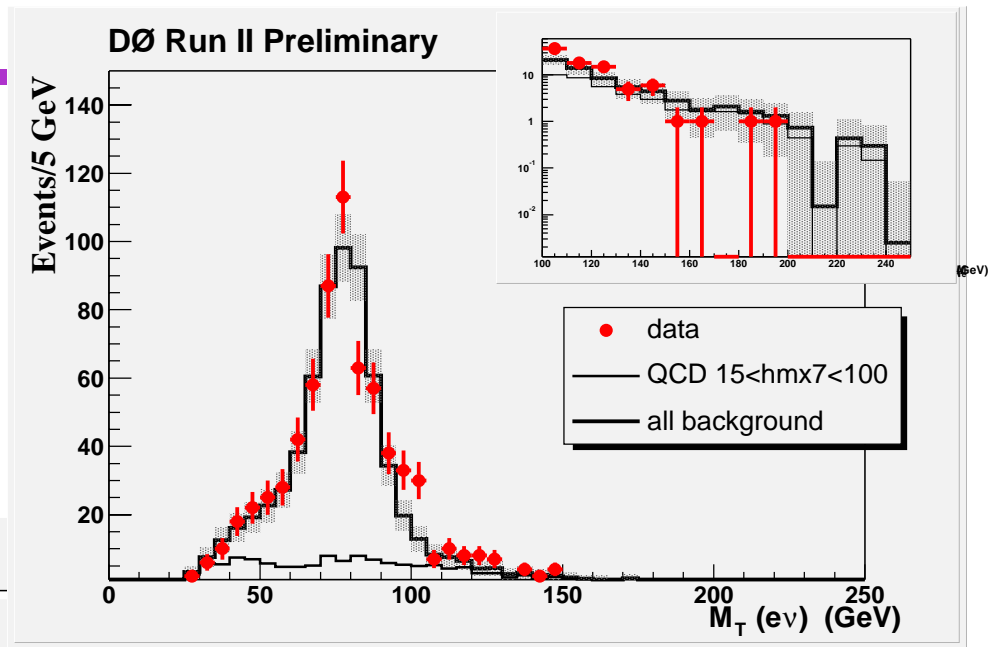 DØ Run II Preliminary
Events/5 GeV
140
120
100
80
60
40
20
0 50 100 150 200 250
M_T (eν) (GeV)
10
1
10^-1
10^-2
100 120 140 160 180 200 220 240
(GeV)
data
QCD 15<hmx7<100
all background